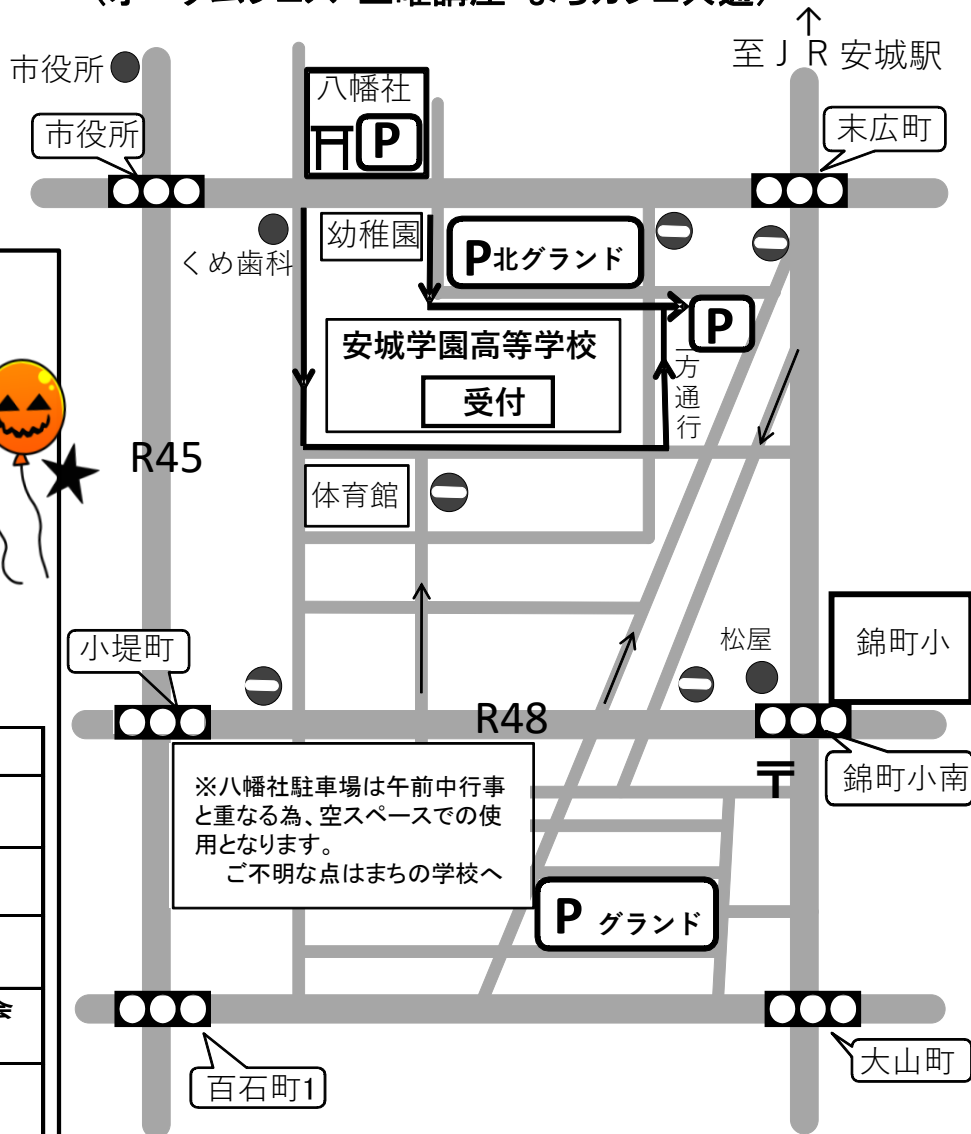 至ＪＲ安城駅
市役所
八幡社
P
市役所
末広町
幼稚園
P北グランド
くめ歯科
P
安城学園高等学校
受付
一方通行
R45
体育館
小堤町
松屋
錦町小
R48
〒
錦町小南
※八幡社駐車場は午前中行事
と重なる為、空スペースでの使
用となります。
ご不明な点はまちの学校へ
P グランド
百石町1
大山町